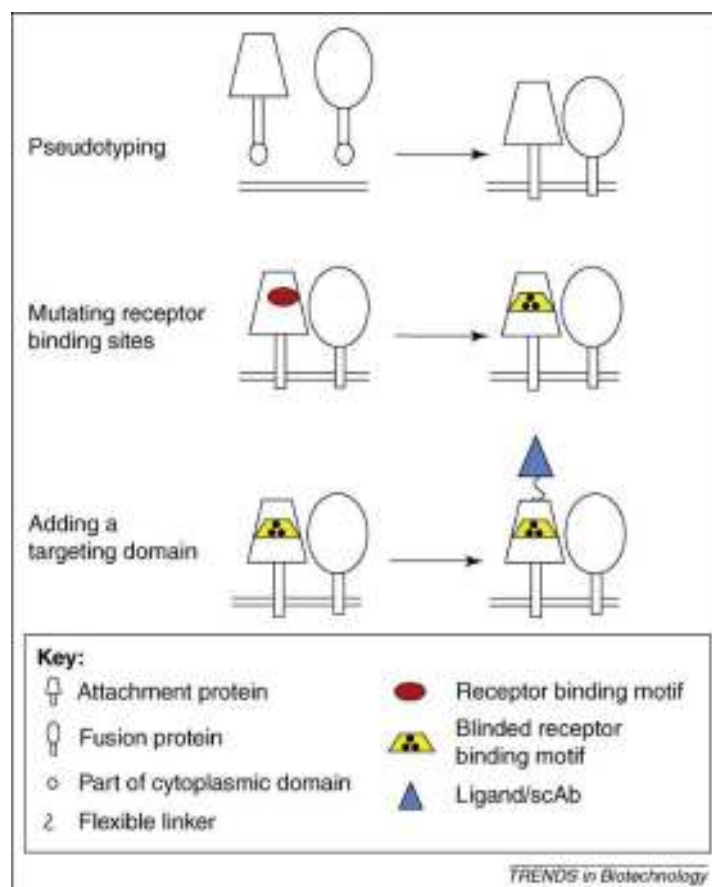 Pseudotyping
Mutating receptor
binding sites
Adding a
targeting domain
Key:
Attachment protein
Fusion protein
Part of cytoplasmic domain
Flexible linker
Receptor binding motif
Blinded receptor
binding motif
Ligand/scAb
TRENDS in Biotechnology